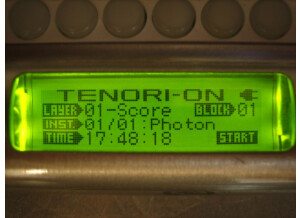 TENORI-ON
LAYER 01-Score BLOCK 01
INST. 01/01:Photon
TIME 17:48:18 START